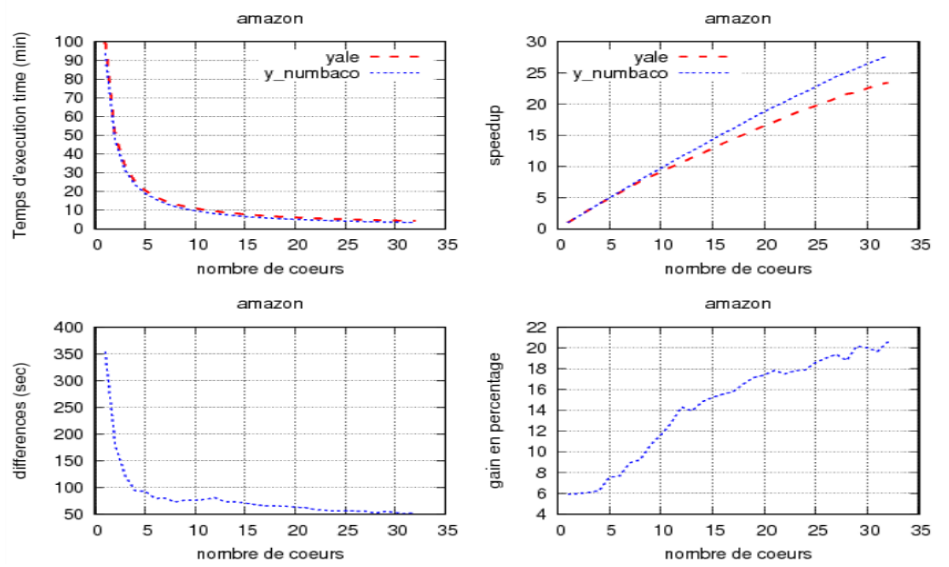 amazon
Temps d'execution time (min)
100
90
80
70
60
50
40
30
20
10
0
yale
y_numbaco
0 5 10 15 20 25 30 35
nombre de coeurs
amazon
speedup
30
25
20
15
10
5
0
yale
y_numbaco
0 5 10 15 20 25 30 35
nombre de coeurs
amazon
differences (sec)
400
350
300
250
200
150
100
50
0 5 10 15 20 25 30 35
nombre de coeurs
amazon
gain en percentage
22
20
18
16
14
12
10
8
6
4
0 5 10 15 20 25 30 35
nombre de coeurs